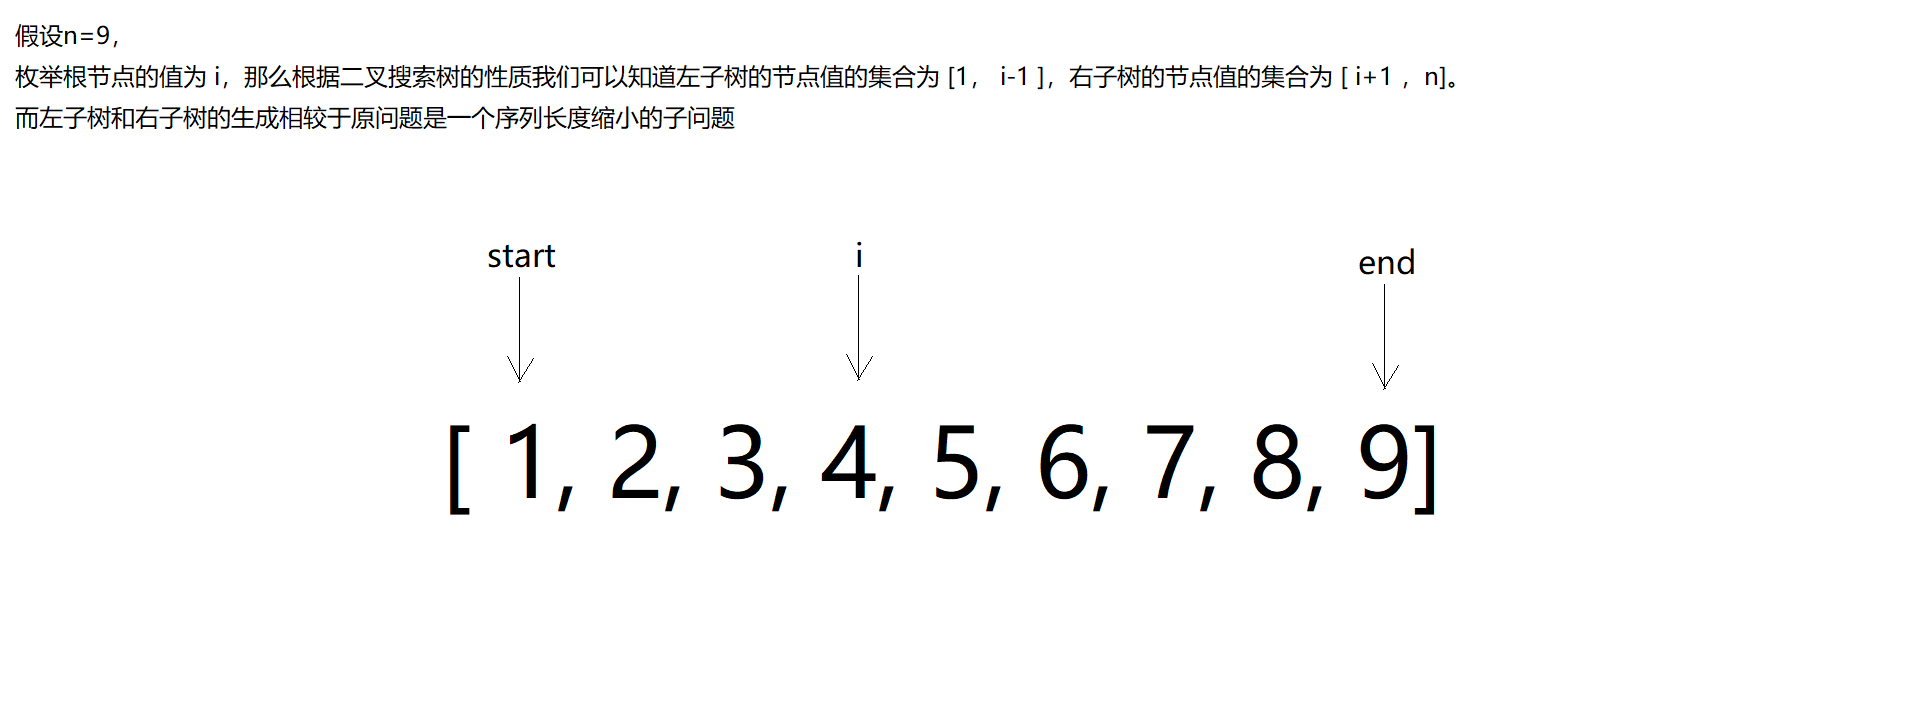 假设n=9，
枚举根节点的值为 i，那么根据二叉搜索树的性质我们可以知道左子树的节点值的集合为 [1， i-1 ]，右子树的节点值的集合为 [ i+1 ，n]。
而左子树和右子树的生成相较于原问题是一个序列长度缩小的子问题
start i end
[ 1, 2, 3, 4, 5, 6, 7, 8, 9]